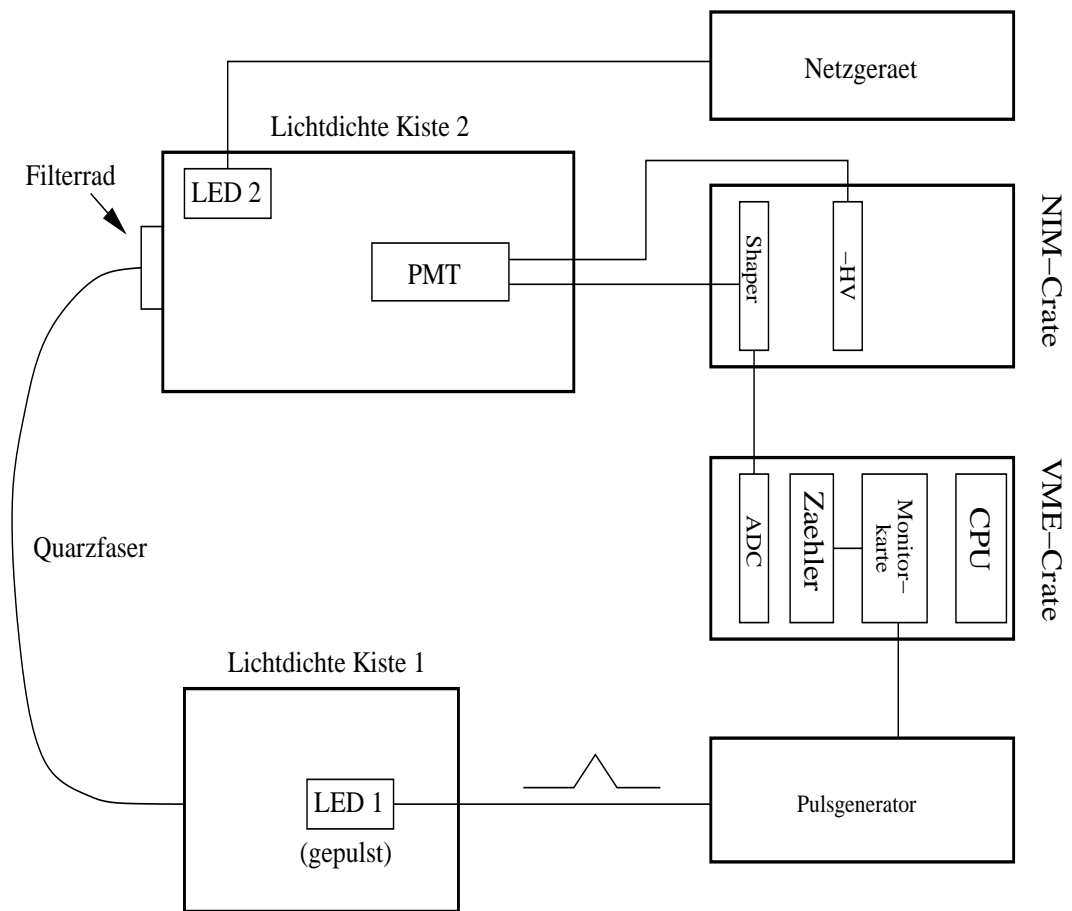 Netzgeraet
Lichtdichte Kiste 2
Filterrad
LED 2
PMT
Shaper
−HV
NIM−Crate
ADC
Zaehler
Monitor−
karte
CPU
VME−Crate
Quarzfaser
Lichtdichte Kiste 1
LED 1
(gepulst)
Pulsgenerator